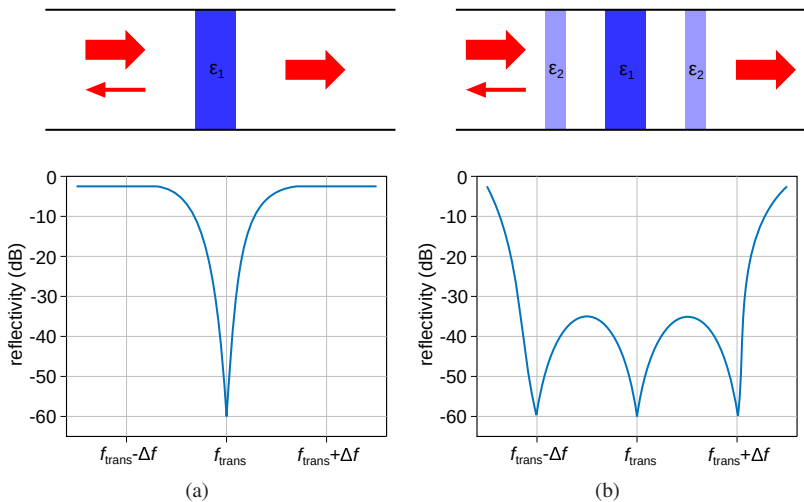 ε1
ε2 ε1 ε2
reflectivity (dB)
0
-10
-20
-30
-40
-50
-60
ftrans-Δf ftrans ftrans+Δf
(a)
reflectivity (dB)
0
-10
-20
-30
-40
-50
-60
ftrans-Δf ftrans ftrans+Δf
(b)